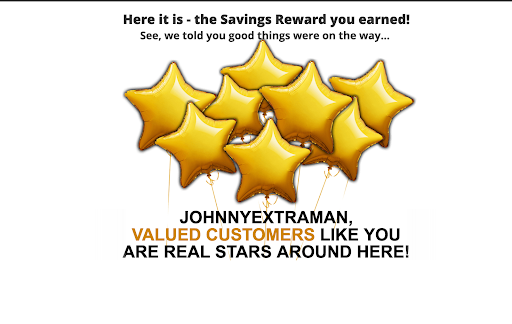 Here it is - the Savings Reward you earned!
See, we told you good things were on the way...
JOHNNYEXTRAMAN,
VALUED CUSTOMERS LIKE YOU
ARE REAL STARS AROUND HERE!